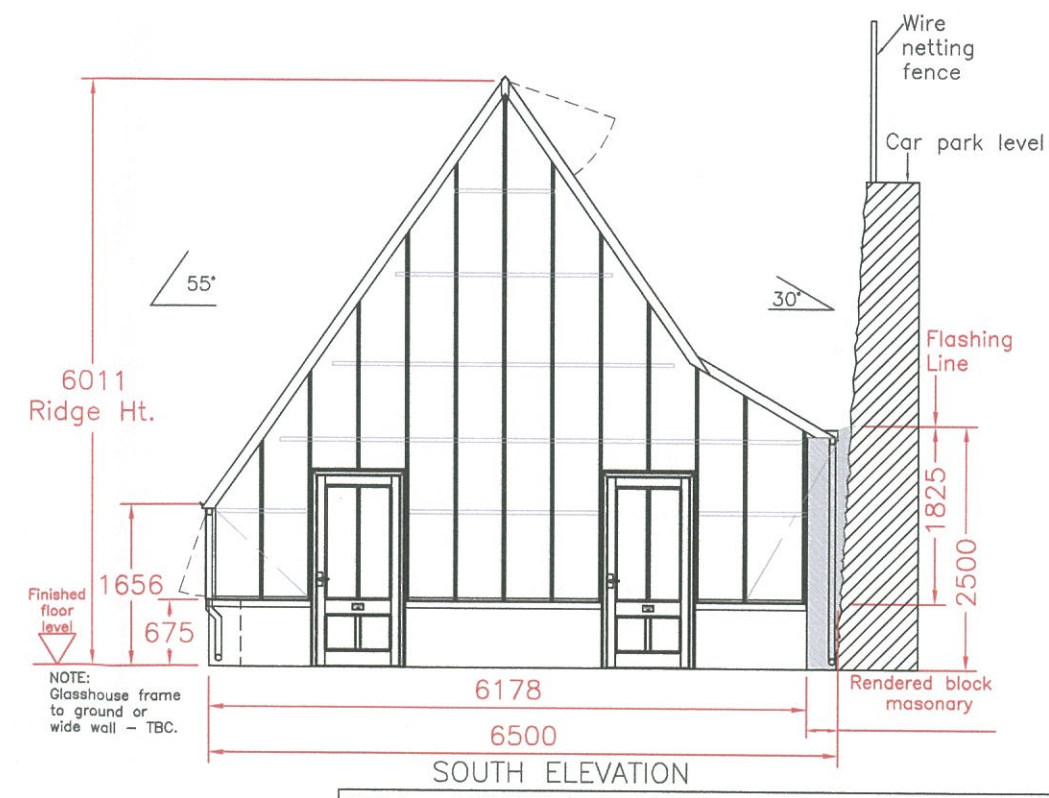 Wire
netting
fence
Car park level
55°
30°
Flashing
Line
6011
Ridge Ht.
1825
2500
1656
675
Finished
floor
level
NOTE:
Glasshouse frame
to ground or
wide wall – TBC.
6178
Rendered block
masonary
6500
SOUTH ELEVATION